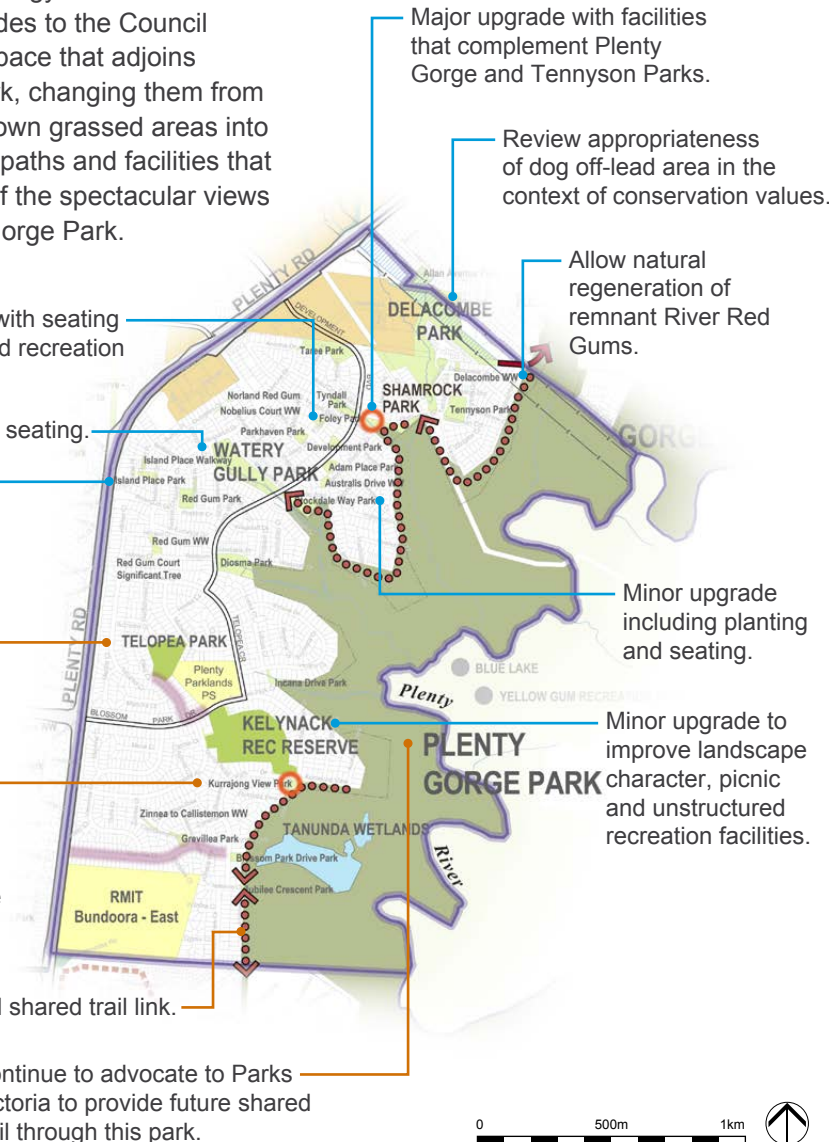 des to the Council
pace that adjoins
k, changing them from
own grassed areas into
paths and facilities that
f the spectacular views
orge Park.
Major upgrade with facilities
that complement Plenty
Gorge and Tennyson Parks.
Review appropriateness
of dog off-lead area in the
context of conservation values.
Allow natural
regeneration of
remnant River Red
Gums.
with seating
d recreation
seating.
Minor upgrade
including planting
and seating.
Minor upgrade to
improve landscape
character, picnic
and unstructured
recreation facilities.
shared trail link.
ontinue to advocate to Parks
ctoria to provide future shared
il through this park.
PLENTY RD
DEVELOPMENT
BVD
DELACOMBE
PARK
Taree Park
Delacombe WW
SHAMROCK
PARK
Norland Red Gum
Tyndall
Park
Nobelius Court WW
Foley Pa
Tennyson Park
Parkhaven Park
GORGE
WATERY
GULLY PARK
Development Park
Island Place Walkway
Adam Place Par
Island Place Park
Australis Drive W
Red Gum Park
ockdale Way Park
Red Gum WW
Red Gum Court
Significant Tree
Diosma Park
PLENTY RD
TELOPEA PARK
TELOPEA CR
Plenty
Parklands
PS
Incana Drive Park
BLUE LAKE
Plenty
YELLOW GUM RECREATION
BLOSSOM PARK DR
KELYNACK
REC RESERVE
PLENTY
GORGE PARK
Kurrajong View Park
Zinnea to Callistemon WW
TANUNDA WETLANDS
Grevillea Park
River
Blossom Park Drive Park
Jubilee Crescent Park
RMIT
Bundoora - East
0 500m 1km